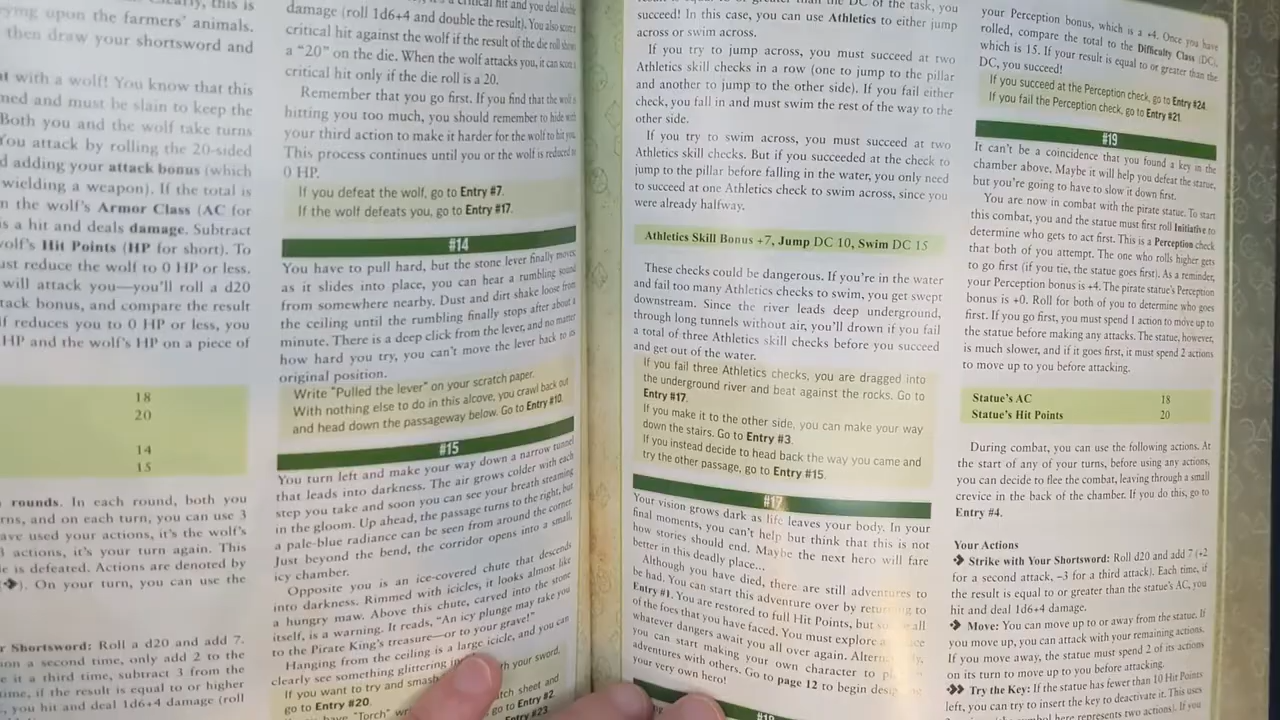 ying upon the farmers' animals.
then draw your shortsword and
with a wolf! You know that this
and must be slain to keep the
Both you and the wolf take turns
You attack by rolling the 20-sided
adding your attack bonus (which
wielding a weapon). If the total is
the wolf's Armor Class (AC for
is a hit and deals damage. Subtract
Hit Points (HP for short). To
reduce the wolf to 0 HP or less.
will attack you—you'll roll a d20
bonus, and compare the result
reduces you to 0 HP or less, you
HP and the wolf's HP on a piece of
18
20
14
15
rounds. In each round, both you
and on each turn, you can use 3
used your actions, it's the wolf's
3 actions, it's your turn again. This
is defeated. Actions are denoted by
On your turn, you can use the
Shortsword: Roll a d20 and add 7.
a second time, only add 2 to the
it a third time, subtract 3 from the
if the result is equal to or higher
you hit and deal 1d6+4 damage (roll
hit and you deal
damage (roll 1d6+4 and double the result). You also
critical hit against the wolf if the result of the die roll
a "20" on the die. When the wolf attacks you, it can
critical hit only if the die roll is a 20.
Remember that you go first. If you find that the
hitting you too much, you should remember to hide
your third action to make it harder for the wolf to hit you.
This process continues until you or the wolf is reduced to
0 HP.
If you defeat the wolf, go to Entry #7.
If the wolf defeats you, go to Entry #17.
#14
You have to pull hard, but the stone lever finally moves,
as it slides into place, you can hear a rumbling sound
from somewhere nearby. Dust and dirt shake loose from
the ceiling until the rumbling finally stops after about a
minute. There is a deep click from the lever, and no matter
how hard you try, you can't move the lever back to its
original position.
Write "Pulled the lever" on your scratch paper.
With nothing else to do in this alcove, you crawl back out
and head down the passageway below. Go to Entry #10.
#15
You turn left and make your way down a narrow tunnel
that leads into darkness. The air grows colder with each
step you take and soon you can see your breath steaming
in the gloom. Up ahead, the passage turns to the right, but
a pale-blue radiance can be seen from around the corner.
Just beyond the bend, the corridor opens into a small,
icy chamber.
Opposite you is an ice-covered chute that descends
into darkness. Rimmed with icicles, it looks almost like
a hungry maw. Above this chute, carved into the stone
itself, is a warning. It reads, "An icy plunge may take you
to the Pirate King's treasure—or to your grave!"
Hanging from the ceiling is a large icicle, and you can
clearly see something glittering
If you want to try and smash your sword,
go to Entry #20.
"Torch" sheet and
go to Entry #2.
Entry #23.
the DC of the task, you
succeed! In this case, you can use Athletics to either jump
across or swim across.
If you try to jump across, you must succeed at two
Athletics skill checks in a row (one to jump to the pillar
and another to jump to the other side). If you fail either
check, you fall in and must swim the rest of the way to the
other side.
If you try to swim across, you must succeed at two
Athletics skill checks. But if you succeeded at the check to
jump to the pillar before falling in the water, you only need
to succeed at one Athletics check to swim across, since you
were already halfway.
Athletics Skill Bonus +7, Jump DC 10, Swim DC 15
These checks could be dangerous. If you're in the water
and fail too many Athletics checks to swim, you get swept
downstream. Since the river leads deep underground,
through long tunnels without air, you'll drown if you fail
a total of three Athletics skill checks before you succeed
and get out of the water.
If you fail three Athletics checks, you are dragged into
the underground river and beat against the rocks. Go to
Entry #17.
If you make it to the other side, you can make your way
down the stairs. Go to Entry #3.
If you instead decide to head back the way you came and
try the other passage, go to Entry #15.
#17
Your vision grows dark as life leaves your body. In your
final moments, you can't help but think that this is not
how stories should end. Maybe the next hero will fare
better in this deadly place...
Although you have died, there are still adventures to
be had. You can start this adventure over by returning to
Entry #1. You are restored to full Hit Points, but so all
of the foes that you have faced. You must explore
whatever dangers await you all over again.
you can start making your own character to
adventures with others. Go to page 12 to begin
your very own hero!
#18
your Perception bonus, which is a +4. Once you have
rolled, compare the total to the Difficulty Class (DC),
which is 15. If your result is equal to or greater than the
DC, you succeed!
If you succeed at the Perception check, go to Entry #24.
If you fail the Perception check, go to Entry #21.
#19
It can't be a coincidence that you found a key in the
chamber above. Maybe it will help you defeat the statue,
but you're going to have to slow it down first.
You are now in combat with the pirate statue. To start
this combat, you and the statue must first roll Initiative to
determine who gets to act first. This is a Perception check
that both of you attempt. The one who rolls higher gets
to go first (if you tie, the statue goes first). As a reminder,
your Perception bonus is +4. The pirate statue's Perception
bonus is +0. Roll for both of you to determine who goes
first. If you go first, you must spend 1 action to move up to
the statue before making any attacks. The statue, however,
is much slower, and if it goes first, it must spend 2 actions
to move up to you before attacking.
Statue's AC 18
Statue's Hit Points 20
During combat, you can use the following actions. At
the start of any of your turns, before using any actions,
you can decide to flee the combat, leaving through a small
crevice in the back of the chamber. If you do this, go to
Entry #4.
Your Actions
Strike with Your Shortsword: Roll d20 and add 7 (+2
for a second attack, –3 for a third attack). Each time, if
the result is equal to or greater than the statue's AC, you
hit and deal 1d6+4 damage.
Move: You can move up to or away from the statue. If
you move up, you can attack with your remaining actions.
If you move away, the statue must spend 2 of its actions
on its turn to move up to you before attacking.
Try the Key: If the statue has fewer than 10 Hit Points
left, you can try to insert the key to deactivate it. This uses
here represents two actions). If you